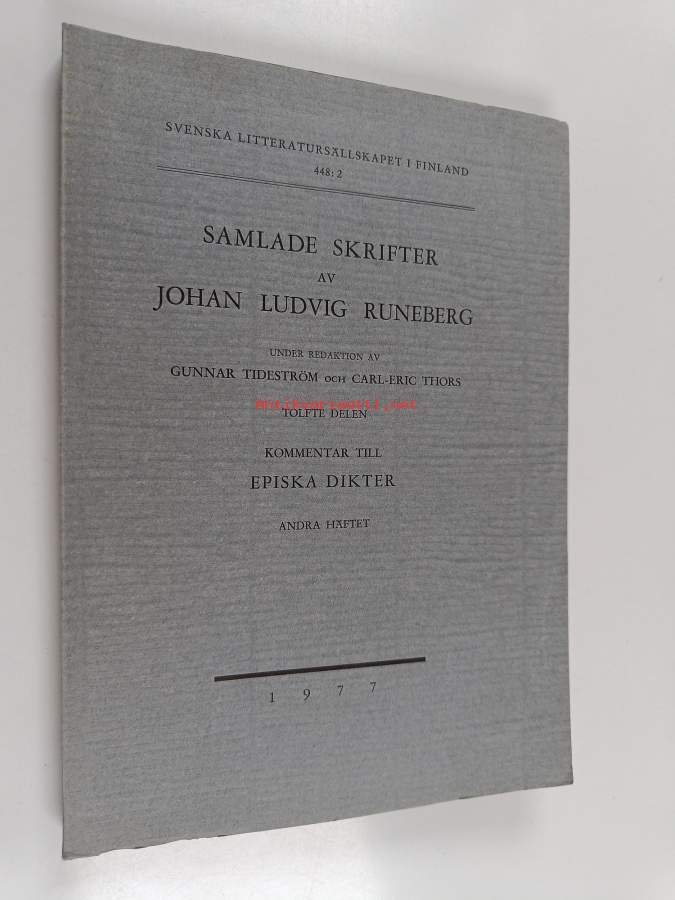 SVENSKA LITTERATURSÄLLSKAPET I FINLAND
448:2
SAMLADE SKRIFTER
AV
JOHAN LUDVIG RUNEBERG
UNDER REDAKTION AV
GUNNAR TIDESTRÖM OCH CARL-ERIC THORS
TOLFTE DELEN
KOMMENTAR TILL
EPISKA DIKTER
ANDRA HÄFTET
1977